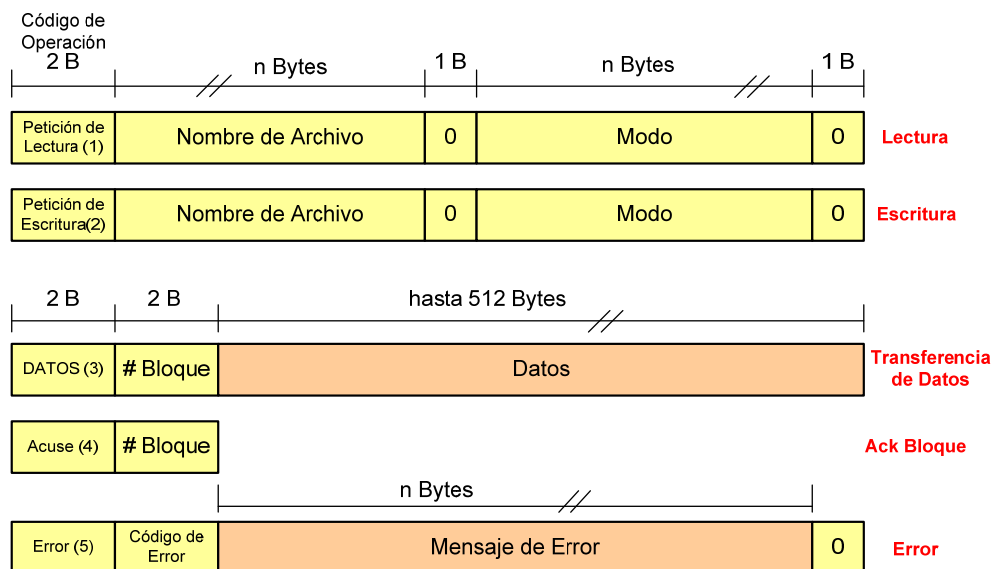 Código de
Operación
2 B
n Bytes
1 B
n Bytes
1 B
Petición de
Lectura (1)
Nombre de Archivo
0
Modo
0
Lectura
Petición de
Escritura(2)
Nombre de Archivo
0
Modo
0
Escritura
2 B
2 B
hasta 512 Bytes
DATOS (3)
# Bloque
Datos
Transferencia
de Datos
Acuse (4)
# Bloque
Ack Bloque
n Bytes
Error (5)
Código de
Error
Mensaje de Error
0
Error